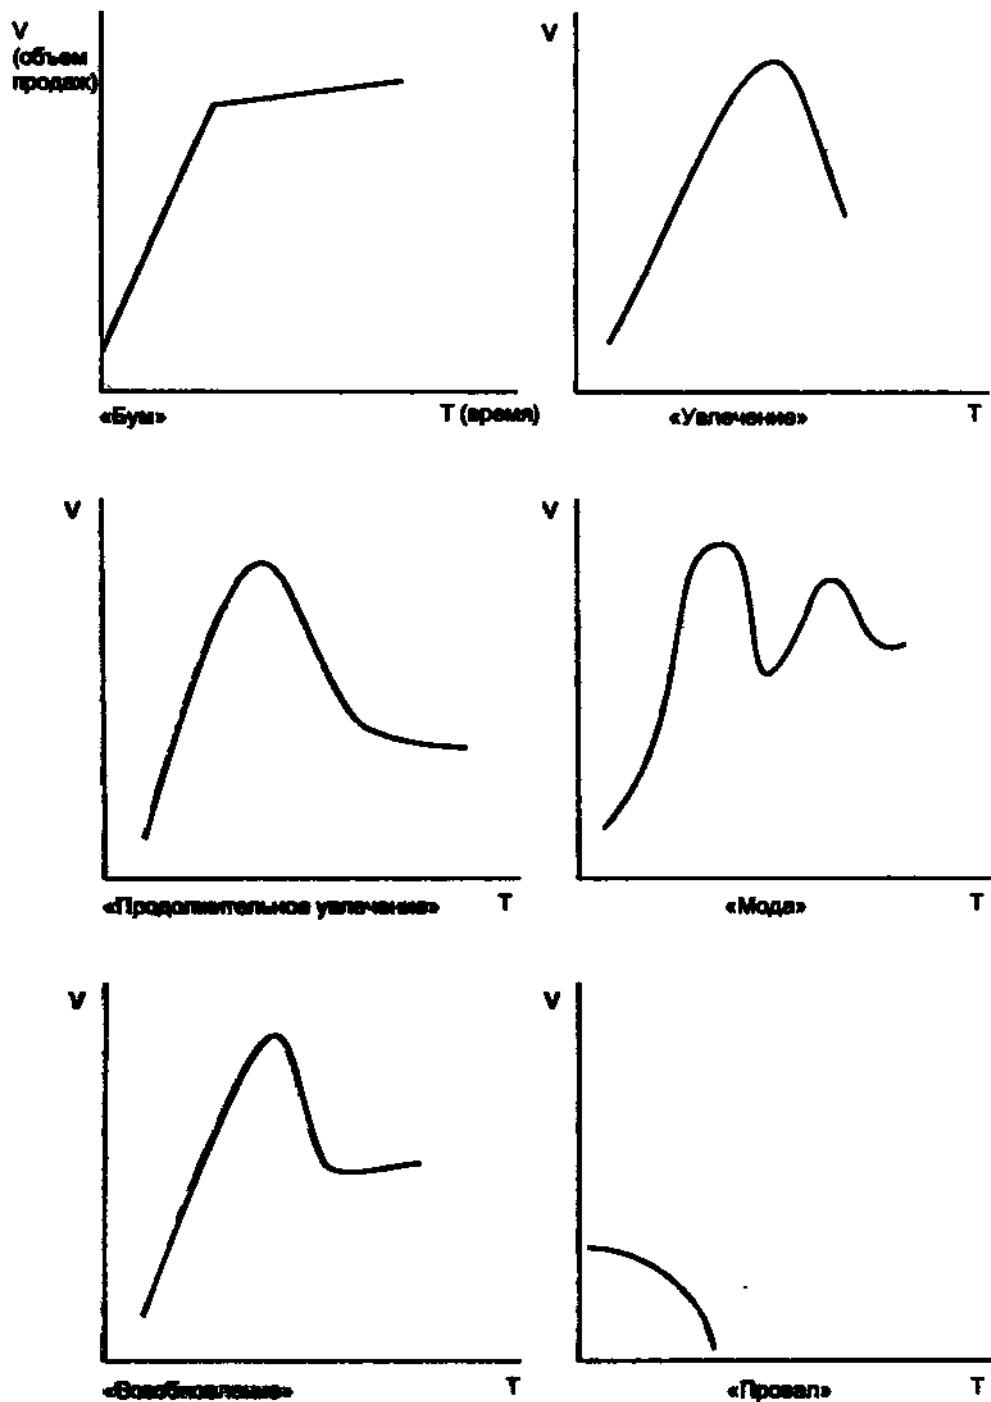 V
(объем
продаж)
V
«Бум»
T (время)
«Увлечение»
T
V
V
«Продолжительное увлечение»
T
«Мода»
T
V
V
«Возобновление»
T
«Провал»
T